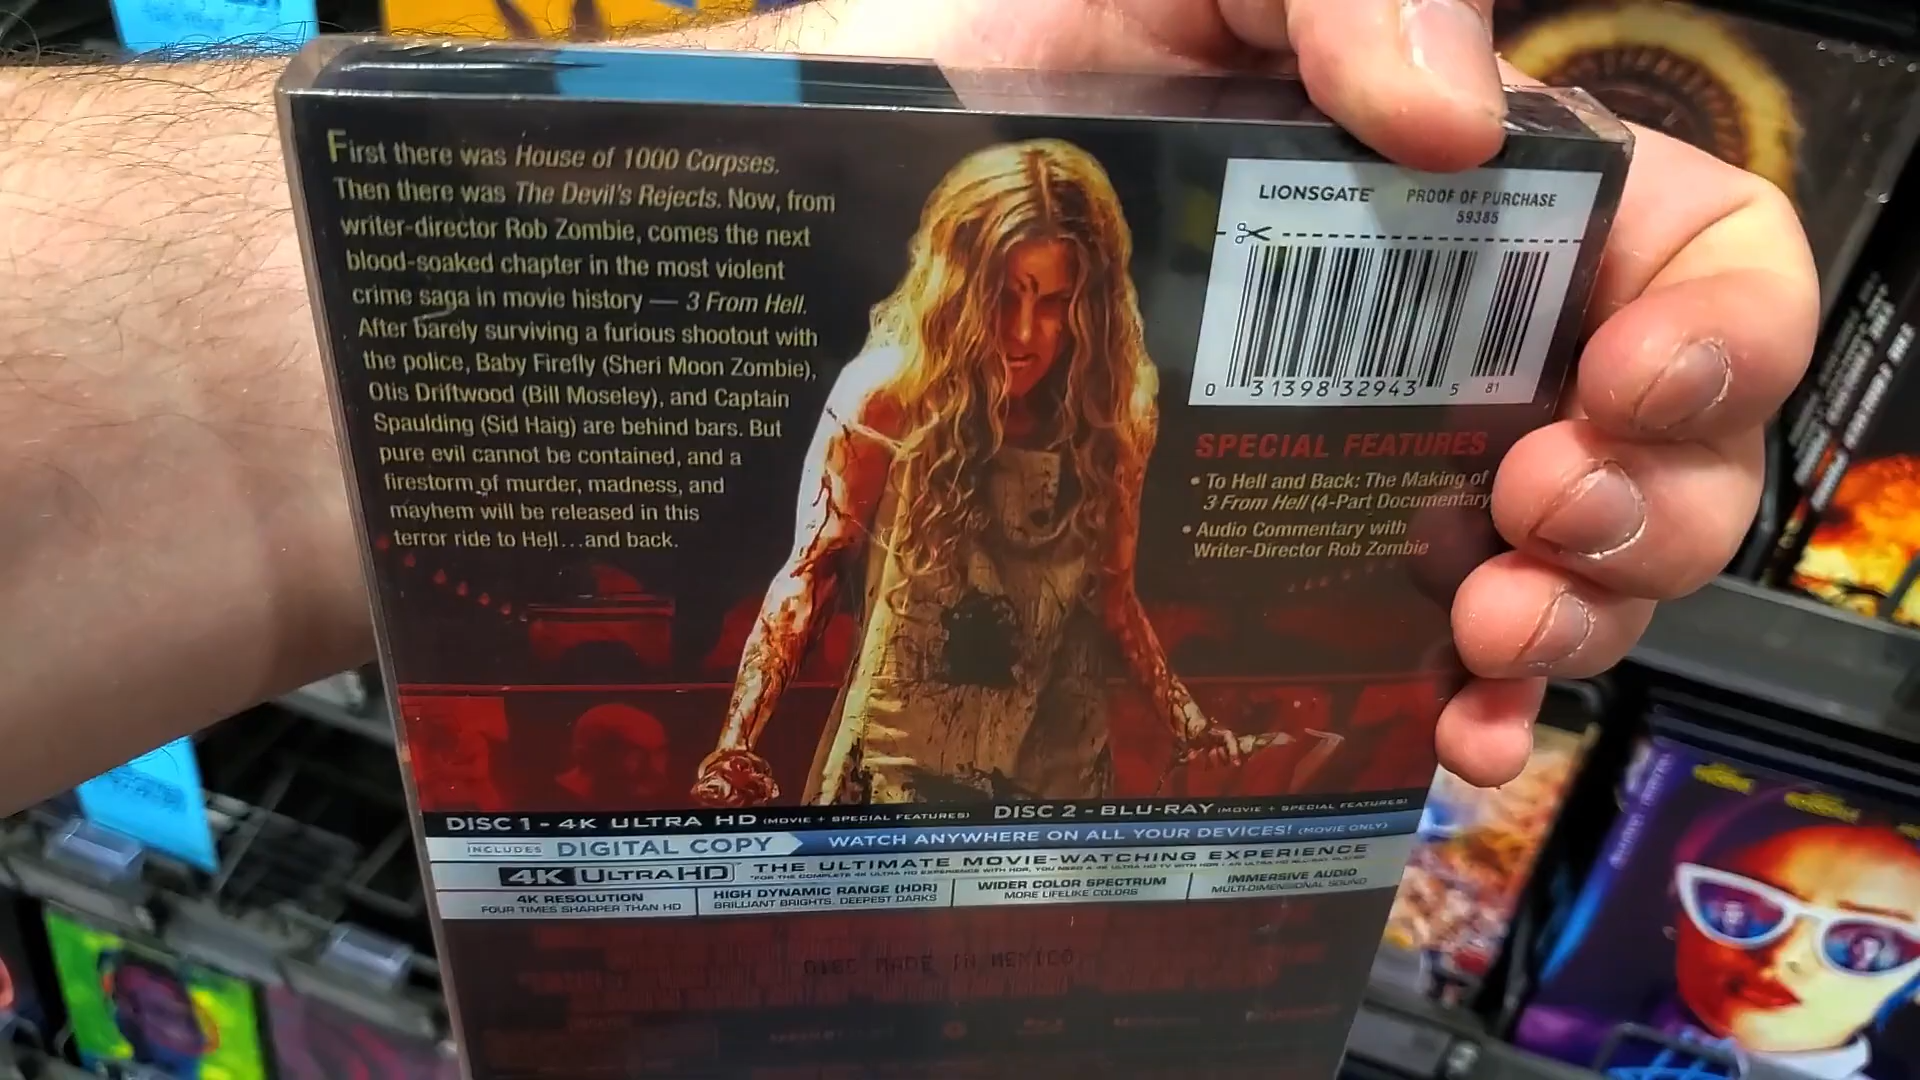 First there was House of 1000 Corpses.
Then there was The Devil's Rejects. Now, from
writer-director Rob Zombie, comes the next
blood-soaked chapter in the most violent
crime saga in movie history — 3 From Hell.
After barely surviving a furious shootout with
the police, Baby Firefly (Sheri Moon Zombie),
Otis Driftwood (Bill Moseley), and Captain
Spaulding (Sid Haig) are behind bars. But
pure evil cannot be contained, and a
firestorm of murder, madness, and
mayhem will be released in this
terror ride to Hell...and back.
LIONSGATE
PROOF OF PURCHASE
59385
0 31398 32943 5 81
SPECIAL FEATURES
• To Hell and Back: The Making of
3 From Hell (4-Part Documentary
• Audio Commentary with
Writer-Director Rob Zombie
DISC 1 - 4K ULTRA HD (MOVIE + SPECIAL FEATURES) DISC 2 - BLU-RAY (MOVIE + SPECIAL FEATURES)
INCLUDES DIGITAL COPY WATCH ANYWHERE ON ALL YOUR DEVICES! (MOVIE ONLY)
4K ULTRA HD THE ULTIMATE MOVIE-WATCHING EXPERIENCE
4K RESOLUTION
FOUR TIMES SHARPER THAN HD
HIGH DYNAMIC RANGE (HDR)
BRILLIANT BRIGHTS, DEEPEST DARKS
WIDER COLOR SPECTRUM
MORE LIFELIKE COLORS
IMMERSIVE AUDIO
MULTI-DIMENSIONAL SOUND
DISC MADE IN MEXICO.